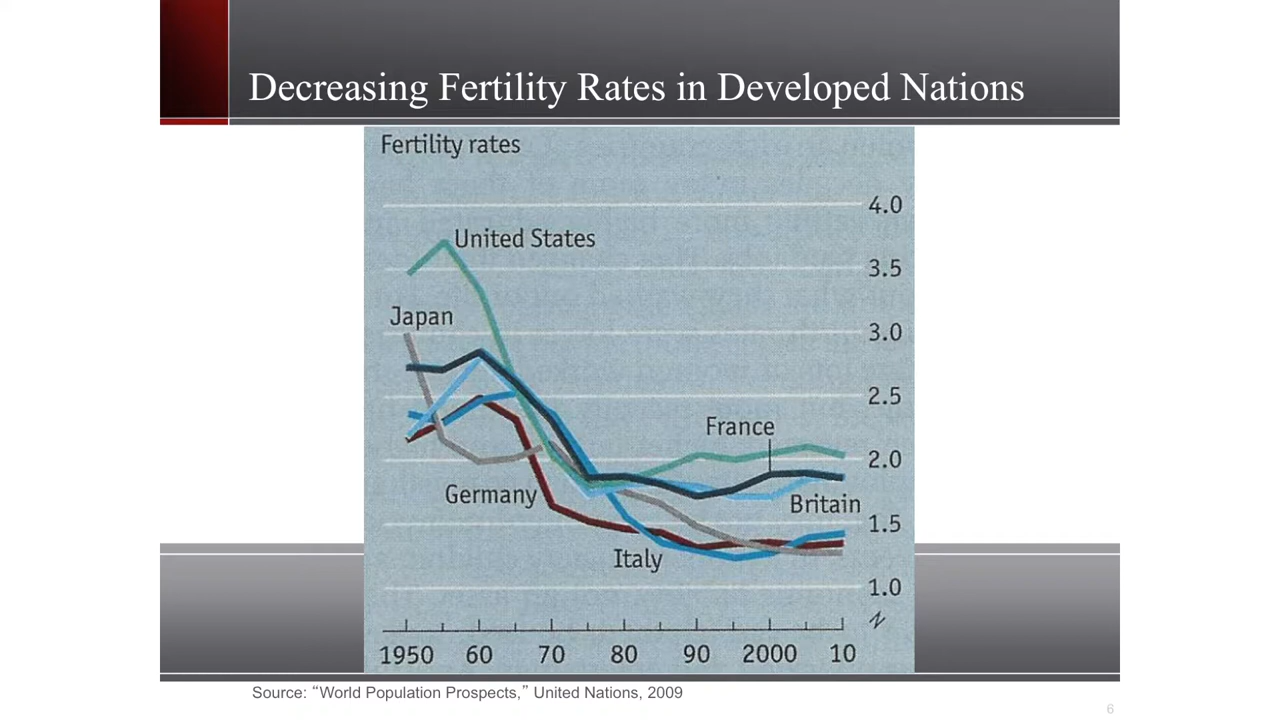 Decreasing Fertility Rates in Developed Nations
Fertility rates
4.0
United States
3.5
Japan
3.0
2.5
France
2.0
Germany
Britain
1.5
Italy
1.0
1950 60 70 80 90 2000 10
Source: “World Population Prospects,” United Nations, 2009
6